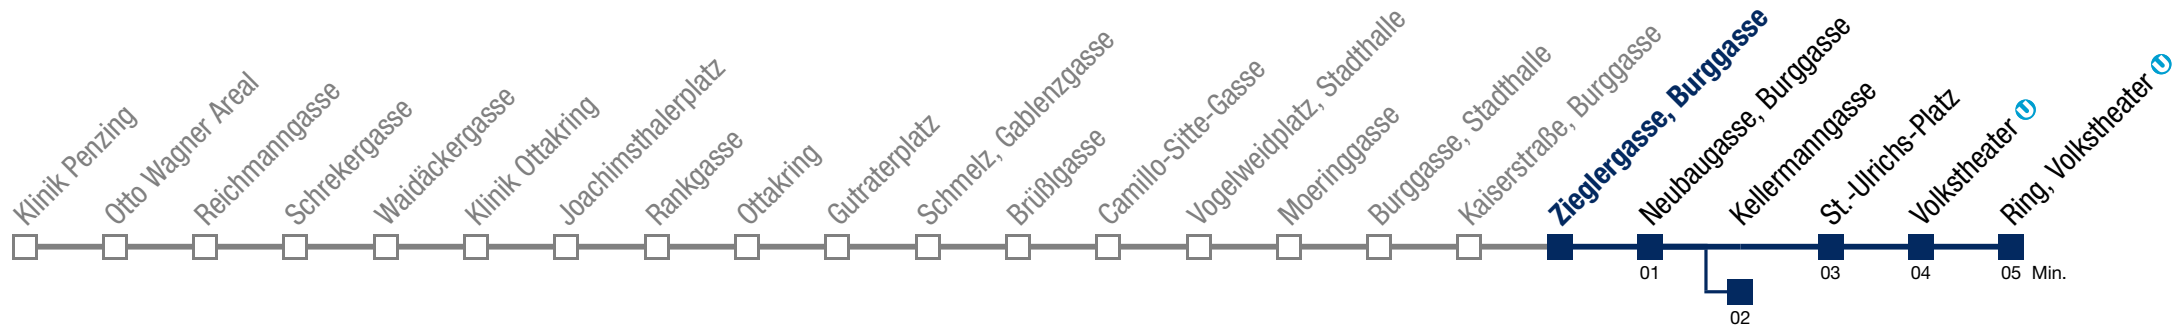 Klinik Penzing
Otto Wagner Areal
Reichmanngasse
Schrekergasse
Waidäckergasse
Klinik Ottakring
Joachimsthalerplatz
Rankgasse
Ottakring
Gutraterplatz
Schmelz, Gablenzgasse
Brüßlgasse
Camillo-Sitte-Gasse
Vogelweidplatz, Stadthalle
Moeringgasse
Burggasse, Stadthalle
Kaiserstraße, Burggasse
Zieglergasse, Burggasse
Neubaugasse, Burggasse
Kellermanngasse
St.-Ulrichs-Platz
Volkstheater U
Ring, Volkstheater U
01
03
04
05 Min.
02